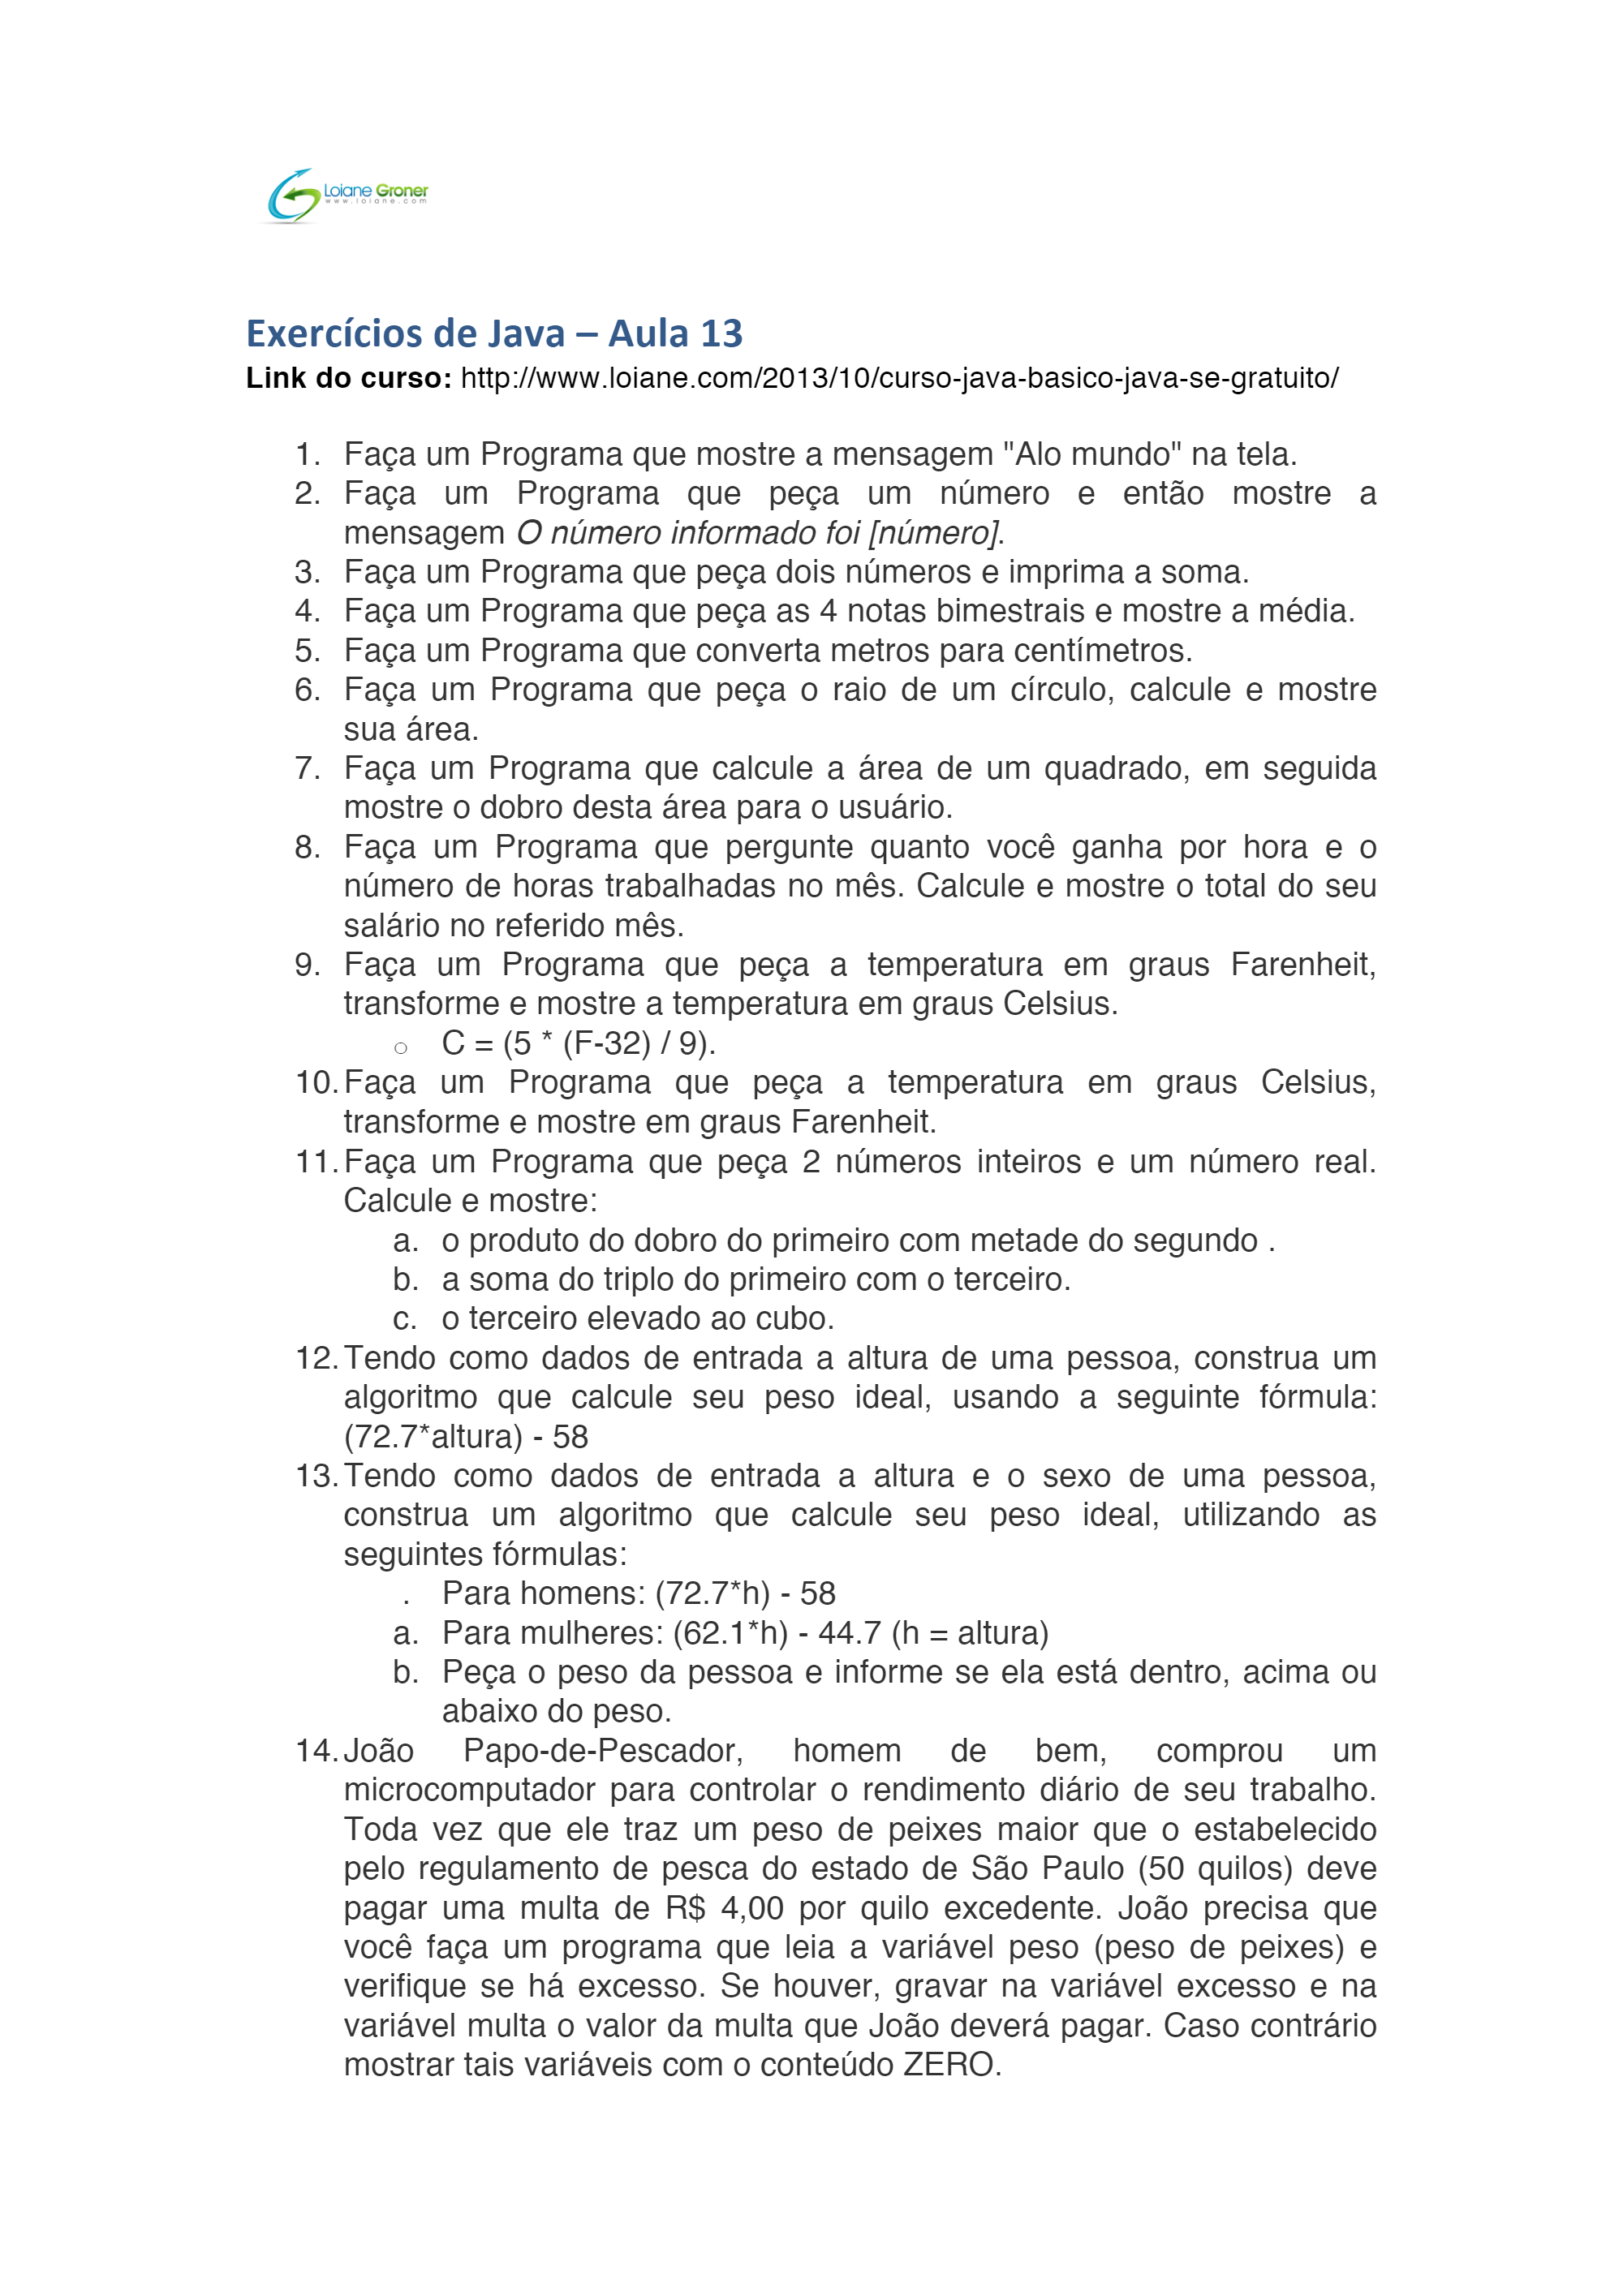 Loiane Groner
www.loiane.com
Exercícios de Java – Aula 13
Link do curso: http://www.loiane.com/2013/10/curso-java-basico-java-se-gratuito/
1. Faça um Programa que mostre a mensagem "Alo mundo" na tela.
2. Faça um Programa que peça um número e então mostre a
mensagem O número informado foi [número].
3. Faça um Programa que peça dois números e imprima a soma.
4. Faça um Programa que peça as 4 notas bimestrais e mostre a média.
5. Faça um Programa que converta metros para centímetros.
6. Faça um Programa que peça o raio de um círculo, calcule e mostre
sua área.
7. Faça um Programa que calcule a área de um quadrado, em seguida
mostre o dobro desta área para o usuário.
8. Faça um Programa que pergunte quanto você ganha por hora e o
número de horas trabalhadas no mês. Calcule e mostre o total do seu
salário no referido mês.
9. Faça um Programa que peça a temperatura em graus Farenheit,
transforme e mostre a temperatura em graus Celsius.
○ C = (5 * (F-32) / 9).
10. Faça um Programa que peça a temperatura em graus Celsius,
transforme e mostre em graus Farenheit.
11. Faça um Programa que peça 2 números inteiros e um número real.
Calcule e mostre:
a. o produto do dobro do primeiro com metade do segundo .
b. a soma do triplo do primeiro com o terceiro.
c. o terceiro elevado ao cubo.
12. Tendo como dados de entrada a altura de uma pessoa, construa um
algoritmo que calcule seu peso ideal, usando a seguinte fórmula:
(72.7*altura) - 58
13. Tendo como dados de entrada a altura e o sexo de uma pessoa,
construa um algoritmo que calcule seu peso ideal, utilizando as
seguintes fórmulas:
. Para homens: (72.7*h) - 58
a. Para mulheres: (62.1*h) - 44.7 (h = altura)
b. Peça o peso da pessoa e informe se ela está dentro, acima ou
abaixo do peso.
14. João Papo-de-Pescador, homem de bem, comprou um
microcomputador para controlar o rendimento diário de seu trabalho.
Toda vez que ele traz um peso de peixes maior que o estabelecido
pelo regulamento de pesca do estado de São Paulo (50 quilos) deve
pagar uma multa de R$ 4,00 por quilo excedente. João precisa que
você faça um programa que leia a variável peso (peso de peixes) e
verifique se há excesso. Se houver, gravar na variável excesso e na
variável multa o valor da multa que João deverá pagar. Caso contrário
mostrar tais variáveis com o conteúdo ZERO.